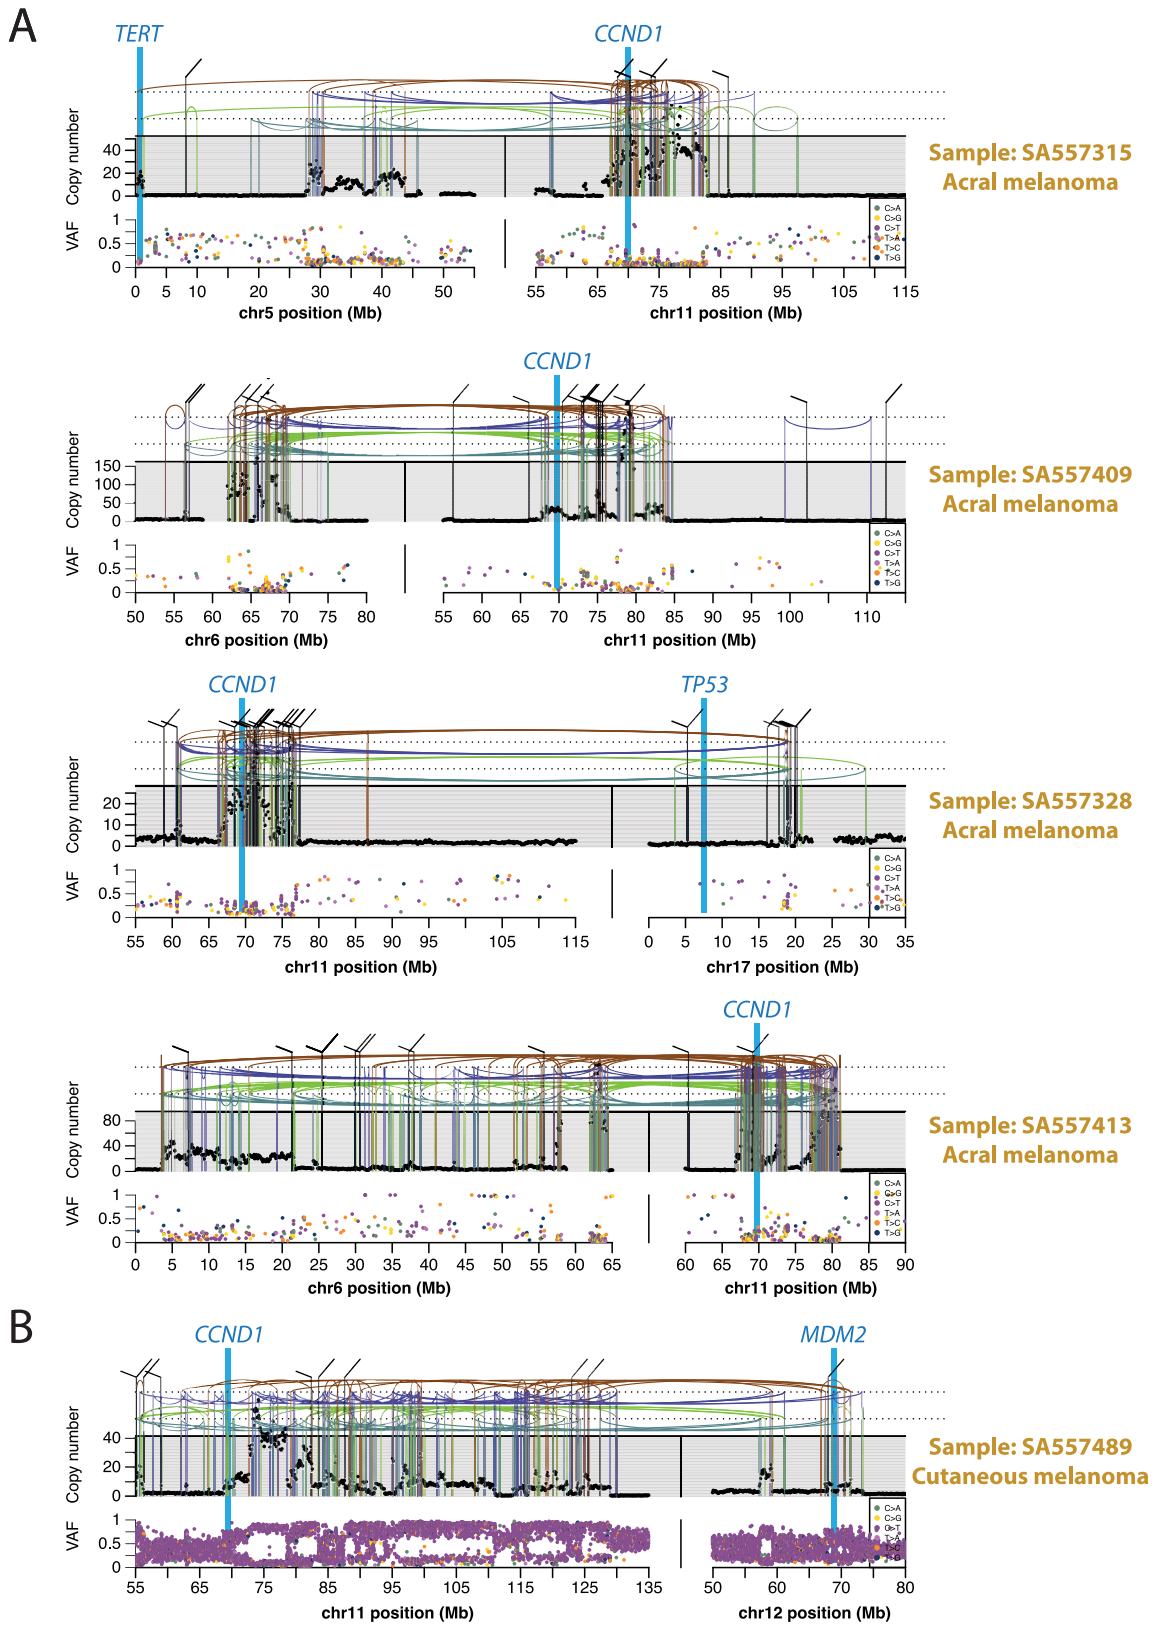 A
TERT CCND1
Copy number
40
20
0
VAF
1
0.5
0
C>A
C>G
C>T
T>A
T>C
T>G
Sample: SA557315
Acral melanoma
0 5 10 20 30 40 50 55 65 75 85 95 105 115
chr5 position (Mb) chr11 position (Mb)
CCND1
Copy number
150
100
50
0
VAF
1
0.5
0
C>A
C>G
C>T
T>A
T>C
T>G
Sample: SA557409
Acral melanoma
50 55 60 65 70 75 80 55 60 65 70 75 80 85 90 100 110
chr6 position (Mb) chr11 position (Mb)
CCND1 TP53
Copy number
20
10
0
VAF
1
0.5
0
C>A
C>G
C>T
T>A
T>C
T>G
Sample: SA557328
Acral melanoma
55 60 65 70 75 80 85 95 105 115 0 5 10 15 20 25 30 35
chr11 position (Mb) chr17 position (Mb)
CCND1
Copy number
80
40
0
VAF
1
0.5
0
C>A
C>G
C>T
T>A
T>C
T>G
Sample: SA557413
Acral melanoma
0 5 10 15 20 25 30 35 40 45 50 55 60 65 60 65 70 75 80 85 90
chr6 position (Mb) chr11 position (Mb)
B
CCND1 MDM2
Copy number
40
20
0
VAF
1
0.5
0
C>A
C>G
C>T
T>A
T>C
T>G
Sample: SA557489
Cutaneous melanoma
55 65 75 85 95 105 115 125 135 50 60 70 80
chr11 position (Mb) chr12 position (Mb)